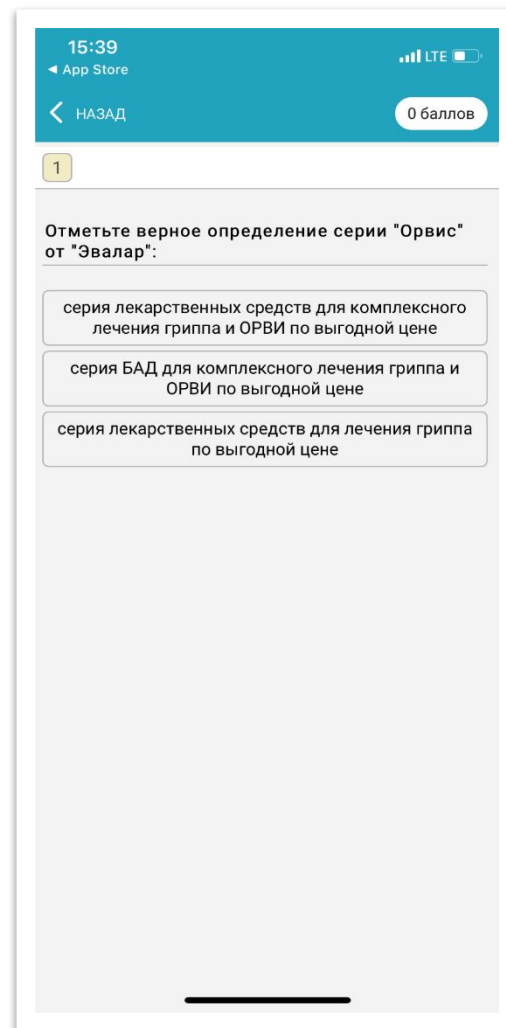 15:39
◄ App Store
LTE
НАЗАД
0 баллов
1
Отметьте верное определение серии "Орвис"
от "Эвалар":
серия лекарственных средств для комплексного
лечения гриппа и ОРВИ по выгодной цене
серия БАД для комплексного лечения гриппа и
ОРВИ по выгодной цене
серия лекарственных средств для лечения гриппа
по выгодной цене